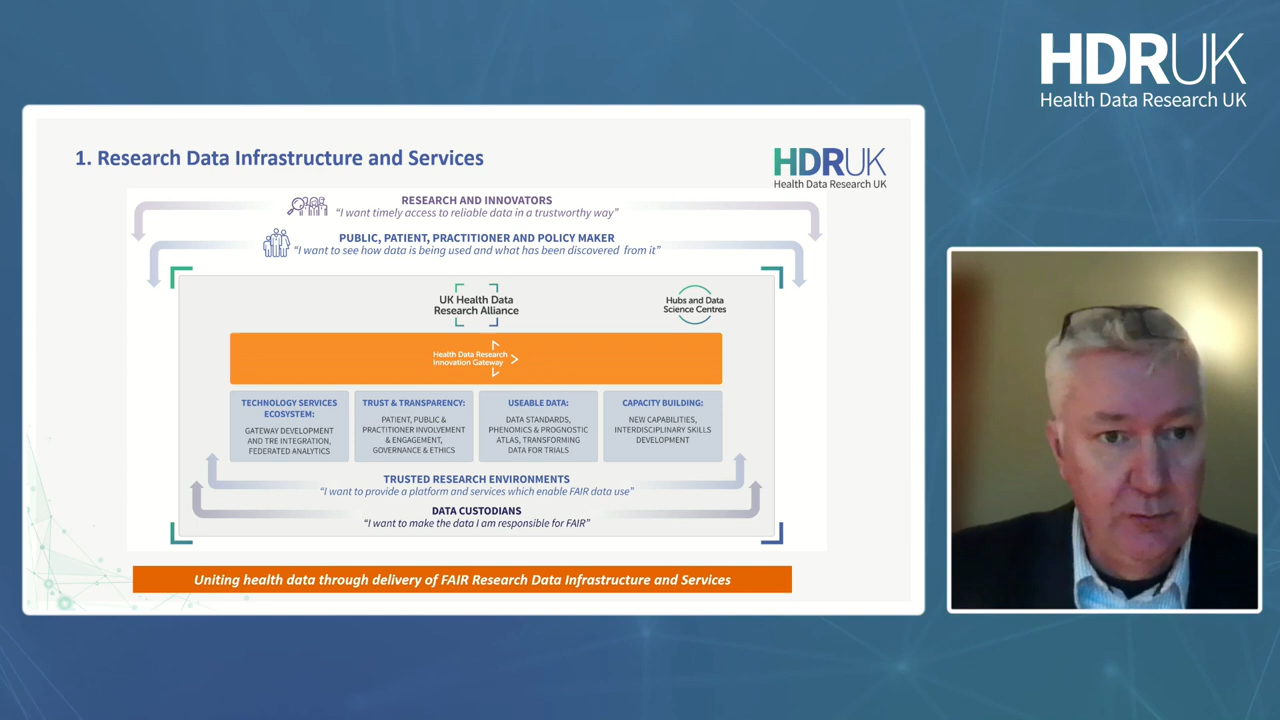 HDRUK
Health Data Research UK
1. Research Data Infrastructure and Services
HDRUK
Health Data Research UK
RESEARCH AND INNOVATORS
“I want timely access to reliable data in a trustworthy way”
PUBLIC, PATIENT, PRACTITIONER AND POLICY MAKER
“I want to see how data is being used and what has been discovered from it”
UK Health Data
Research Alliance
Hubs and Data
Science Centres
Health Data Research
Innovation Gateway
TECHNOLOGY SERVICES
ECOSYSTEM:
GATEWAY DEVELOPMENT
AND TRE INTEGRATION,
FEDERATED ANALYTICS
TRUST & TRANSPARENCY:
PATIENT, PUBLIC &
PRACTITIONER INVOLVEMENT
& ENGAGEMENT,
GOVERNANCE & ETHICS
USEABLE DATA:
DATA STANDARDS,
PHENOMICS & PROGNOSTIC
ATLAS, TRANSFORMING
DATA FOR TRIALS
CAPACITY BUILDING:
NEW CAPABILITIES,
INTERDISCIPLINARY SKILLS
DEVELOPMENT
TRUSTED RESEARCH ENVIRONMENTS
“I want to provide a platform and services which enable FAIR data use”
DATA CUSTODIANS
“I want to make the data I am responsible for FAIR”
Uniting health data through delivery of FAIR Research Data Infrastructure and Services